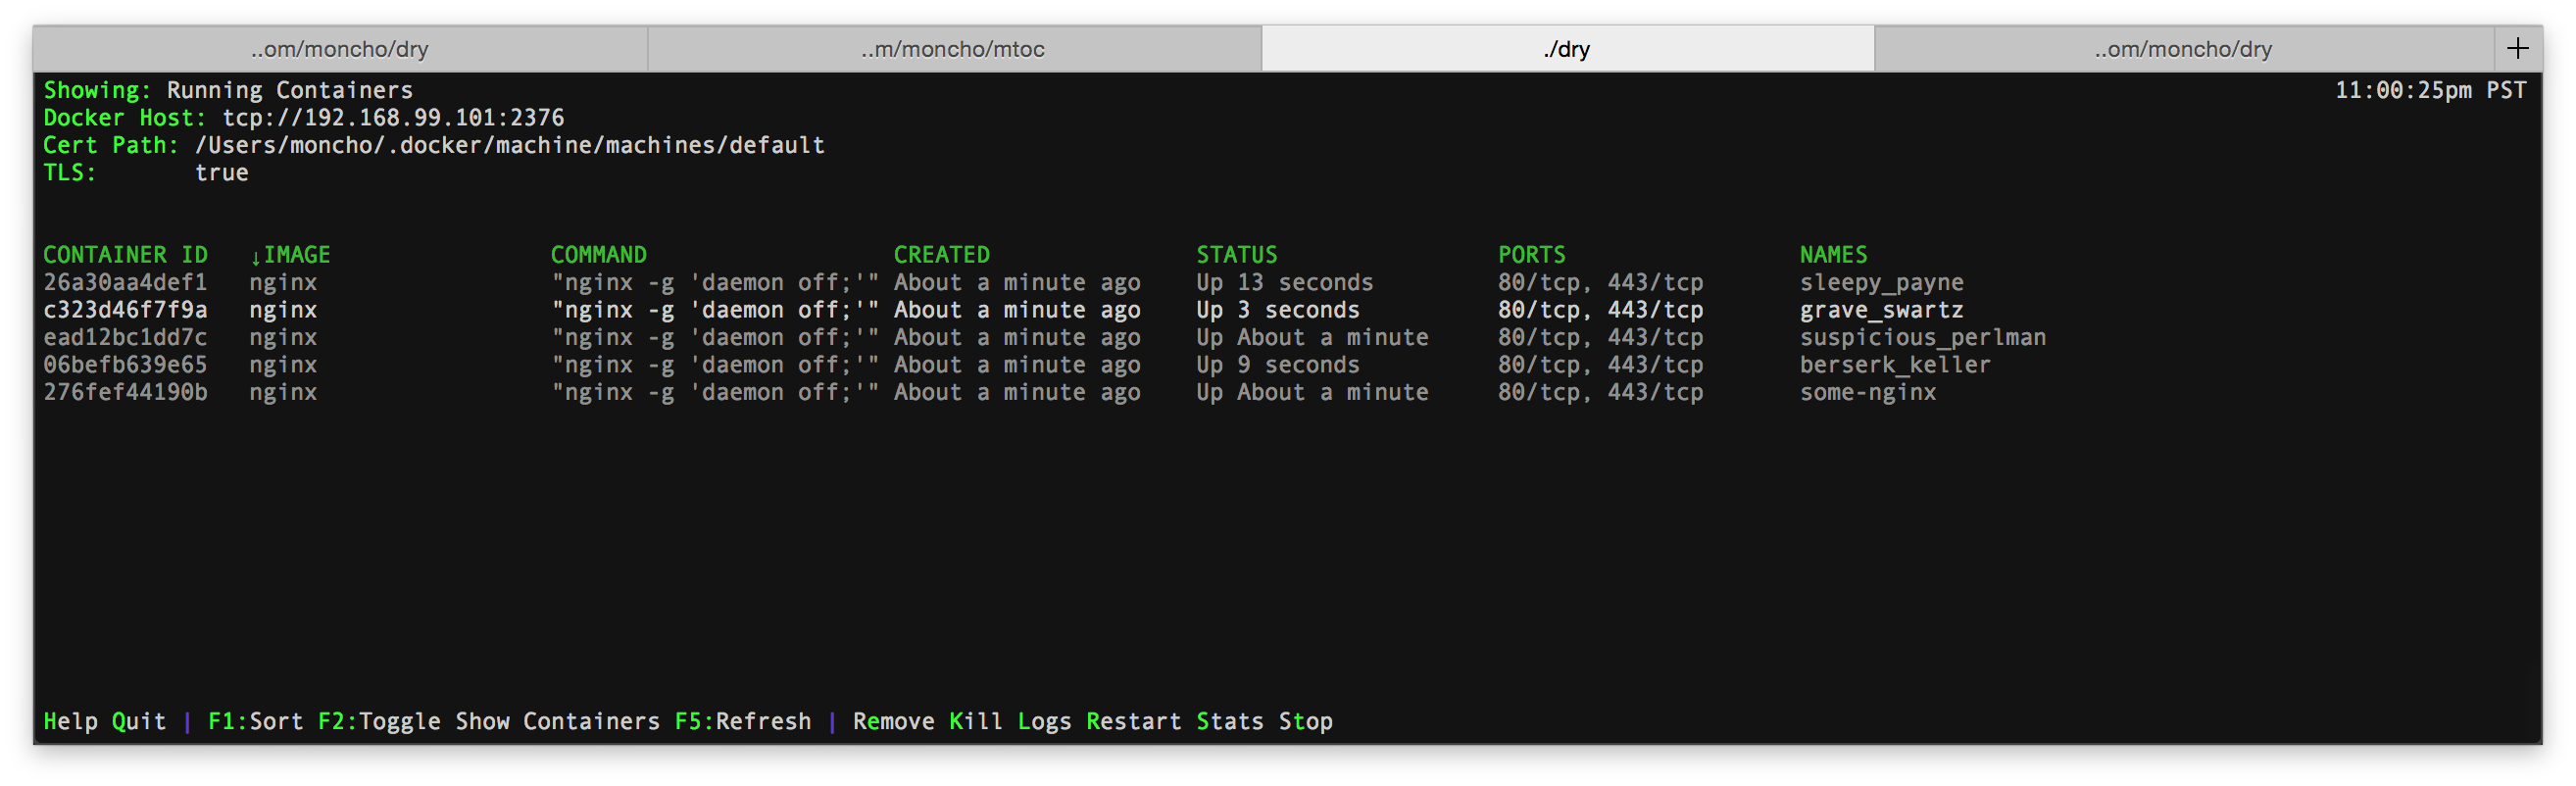 ..om/moncho/dry ..m/moncho/mtoc ./dry ..om/moncho/dry +
Showing: Running Containers 11:00:25pm PST
Docker Host: tcp://192.168.99.101:2376
Cert Path: /Users/moncho/.docker/machine/machines/default
TLS: true
CONTAINER ID ↓IMAGE COMMAND CREATED STATUS PORTS NAMES
26a30aa4def1 nginx "nginx -g 'daemon off;'" About a minute ago Up 13 seconds 80/tcp, 443/tcp sleepy_payne
c323d46f7f9a nginx "nginx -g 'daemon off;'" About a minute ago Up 3 seconds 80/tcp, 443/tcp grave_swartz
ead12bc1dd7c nginx "nginx -g 'daemon off;'" About a minute ago Up About a minute 80/tcp, 443/tcp suspicious_perlman
06befb639e65 nginx "nginx -g 'daemon off;'" About a minute ago Up 9 seconds 80/tcp, 443/tcp berserk_keller
276fef44190b nginx "nginx -g 'daemon off;'" About a minute ago Up About a minute 80/tcp, 443/tcp some-nginx
Help Quit | F1:Sort F2:Toggle Show Containers F5:Refresh | Remove Kill Logs Restart Stats Stop